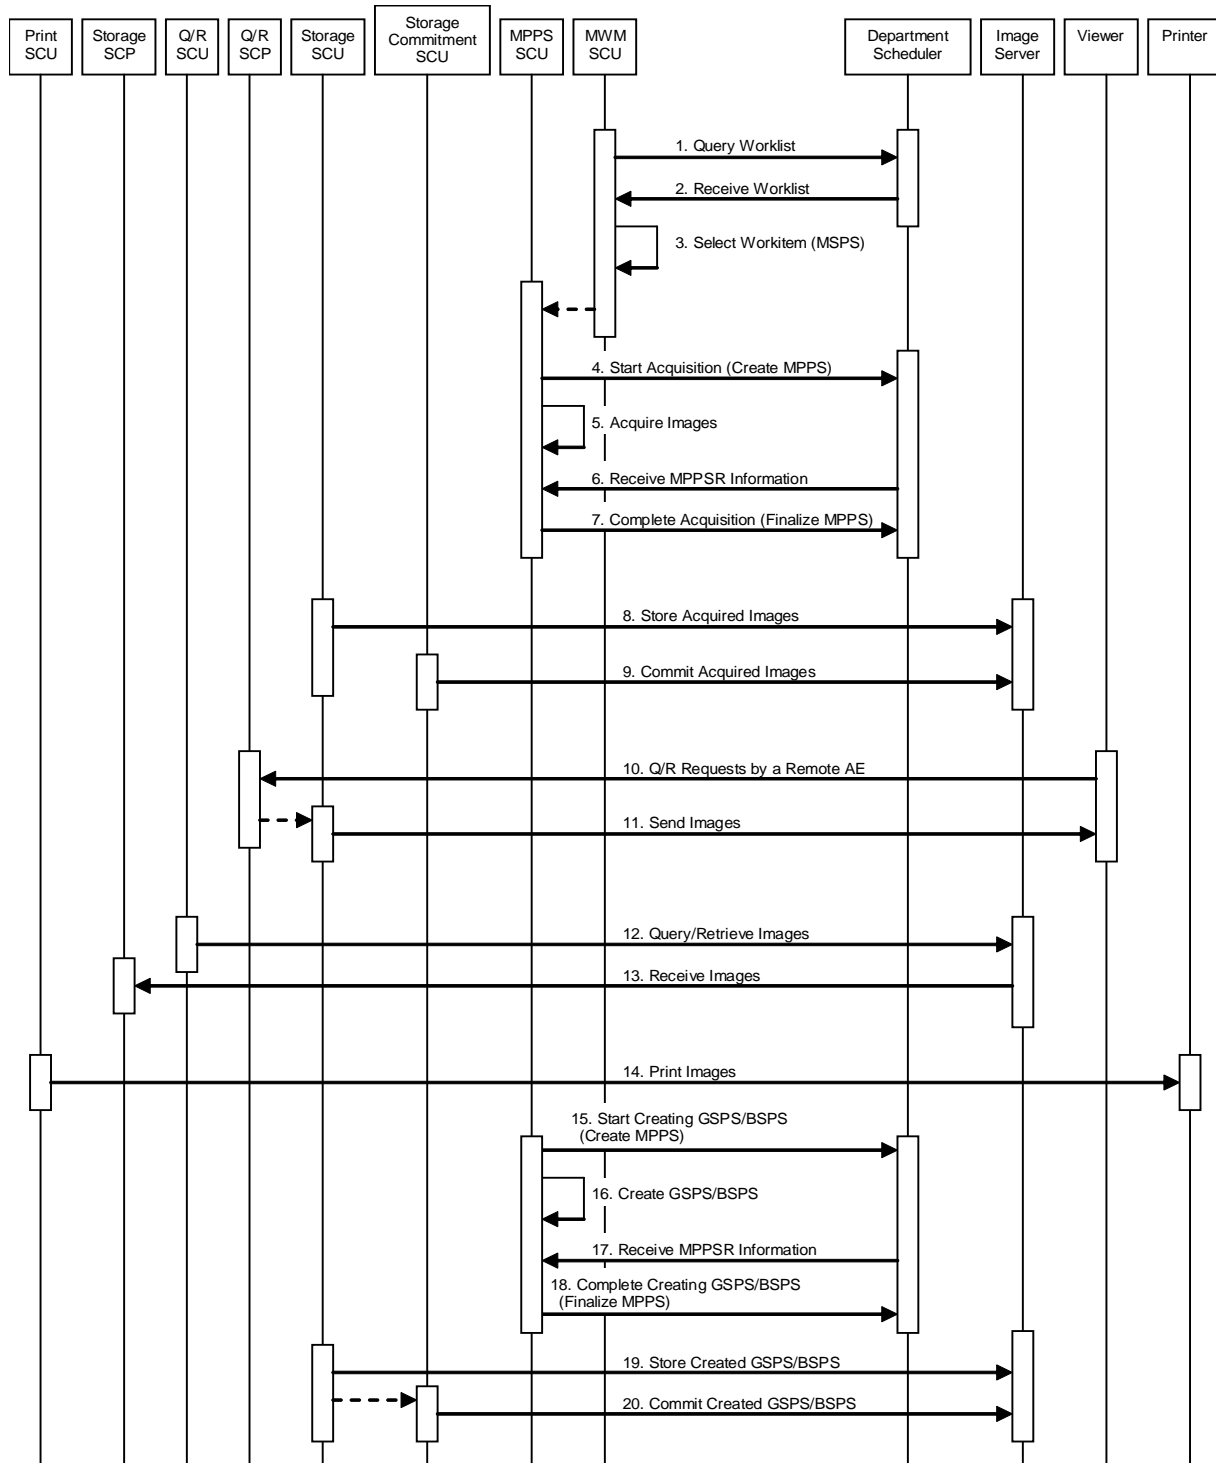 Print
SCU
Storage
SCP
Q/R
SCU
Q/R
SCP
Storage
SCU
Storage
Commitment
SCU
MPPS
SCU
MWM
SCU
Department
Scheduler
Image
Server
Viewer
Printer
1. Query Worklist
2. Receive Worklist
3. Select Workitem (MSPS)
4. Start Acquisition (Create MPPS)
5. Acquire Images
6. Receive MPPSR Information
7. Complete Acquisition (Finalize MPPS)
8. Store Acquired Images
9. Commit Acquired Images
10. Q/R Requests by a Remote AE
11. Send Images
12. Query/Retrieve Images
13. Receive Images
14. Print Images
15. Start Creating GSPS/BSPS
(Create MPPS)
16. Create GSPS/BSPS
17. Receive MPPSR Information
18. Complete Creating GSPS/BSPS
(Finalize MPPS)
19. Store Created GSPS/BSPS
20. Commit Created GSPS/BSPS